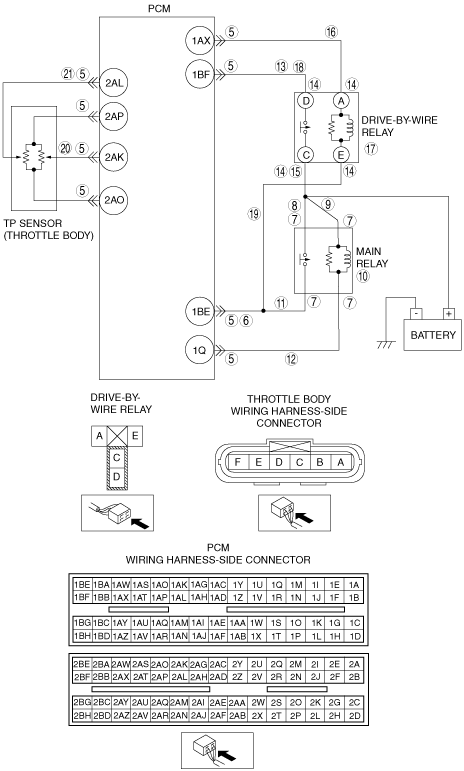 PCM
5
16
1AX
5
13
18
1BF
21
5
14
14
2AL
D
A
5
2AP
DRIVE-BY-WIRE
RELAY
17
20
5
2AK
C
E
14
15
14
5
2AO
19
8
9
7
7
TP SENSOR
(THROTTLE BODY)
MAIN
RELAY
10
11
7
7
1BE
5
6
-
+
BATTERY
1Q
5
12
DRIVE-BY-
WIRE RELAY
THROTTLE BODY
WIRING HARNESS-SIDE
CONNECTOR
A
E
C
D
F E D C B A
PCM
WIRING HARNESS-SIDE CONNECTOR
1BE 1BA 1AW 1AS 1AO 1AK 1AG 1AC 1Y 1U 1Q 1M 1I 1E 1A
1BF 1BB 1AX 1AT 1AP 1AL 1AH 1AD 1Z 1V 1R 1N 1J 1F 1B
1BG 1BC 1AY 1AU 1AQ 1AM 1AI 1AE 1AA 1W 1S 1O 1K 1G 1C
1BH 1BD 1AZ 1AV 1AR 1AN 1AJ 1AF 1AB 1X 1T 1P 1L 1H 1D
2BE 2BA 2AW 2AS 2AO 2AK 2AG 2AC 2Y 2U 2Q 2M 2I 2E 2A
2BF 2BB 2AX 2AT 2AP 2AL 2AH 2AD 2Z 2V 2R 2N 2J 2F 2B
2BG 2BC 2AY 2AU 2AQ 2AM 2AI 2AE 2AA 2W 2S 2O 2K 2G 2C
2BH 2BD 2AZ 2AV 2AR 2AN 2AJ 2AF 2AB 2X 2T 2P 2L 2H 2D